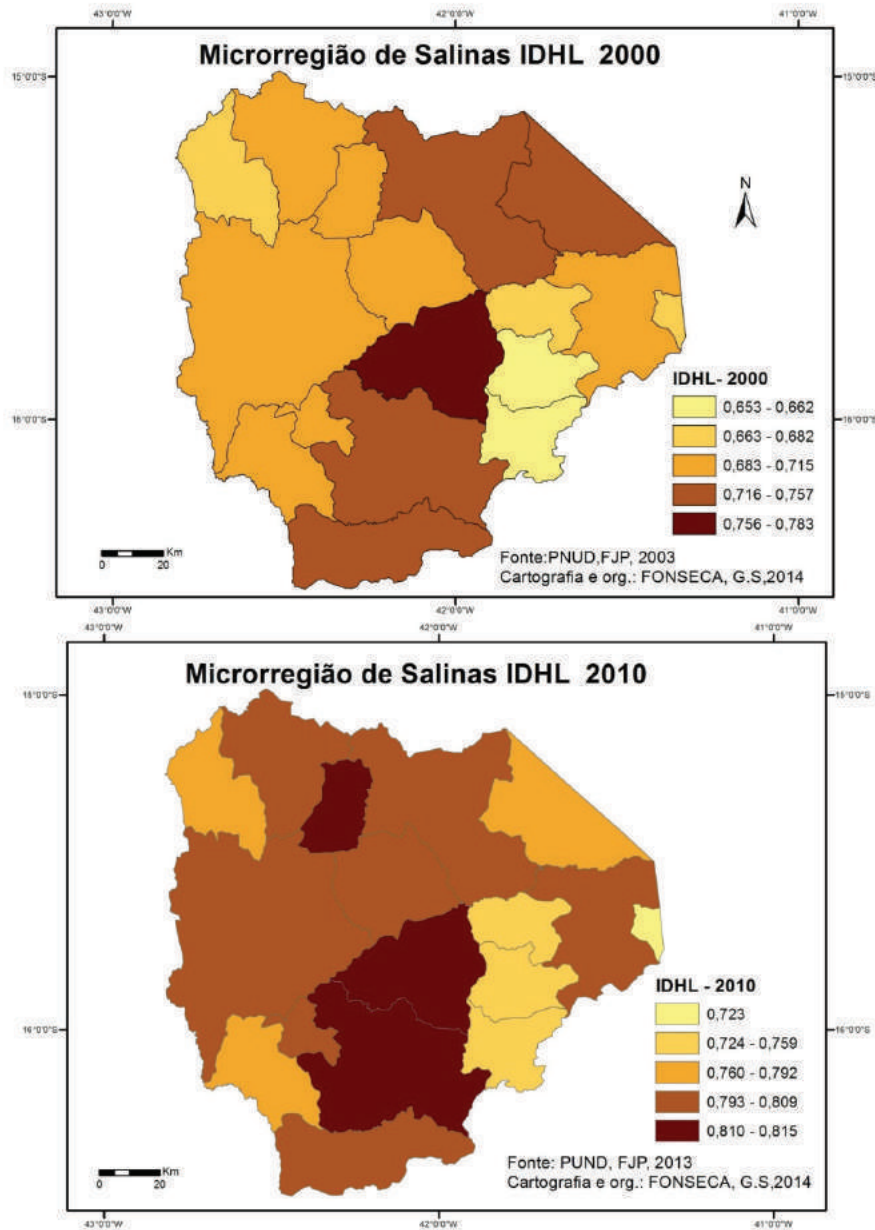 43°0'0"W
42°0'0"W
41°0'0"W
Microrregião de Salinas IDHL 2000
15°0'0"S
15°0'0"S
N
16°0'0"S
16°0'0"S
IDHL- 2000
0,653 - 0,662
0,663 - 0,682
0,683 - 0,715
0,716 - 0,757
0,756 - 0,783
Km
0 20
Fonte:PNUD,FJP, 2003
Cartografia e org.: FONSECA, G.S,2014
43°0'0"W
42°0'0"W
41°0'0"W
43°0'0"W
42°0'0"W
41°0'0"W
Microrregião de Salinas IDHL 2010
15°0'0"S
15°0'0"S
16°0'0"S
16°0'0"S
IDHL - 2010
0,723
0,724 - 0,759
0,760 - 0,792
0,793 - 0,809
0,810 - 0,815
Km
0 20
Fonte: PUND, FJP, 2013
Cartografia e org.: FONSECA, G.S,2014
43°0'0"W
42°0'0"W
41°0'0"W